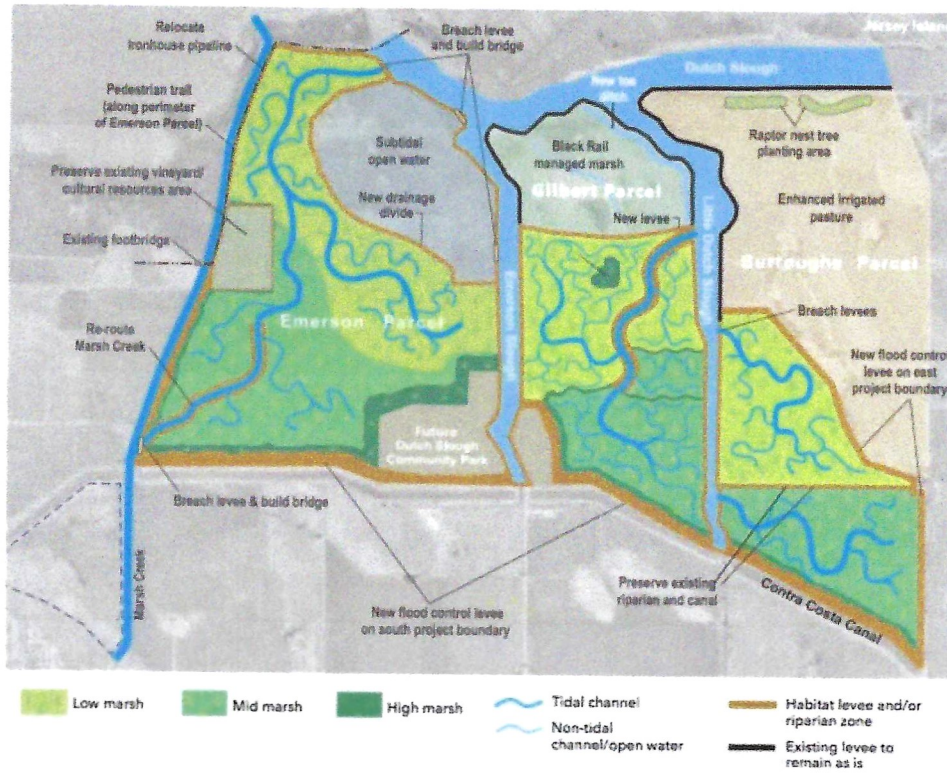 Relocate
Ironhouse pipeline
Breach levee
and build bridge
Jersey Island
Dutch Slough
New toe
ditch
Pedestrian trail
(along perimeter
of Emerson Parcel)
Subtidal
open water
Black Rail
managed marsh
Raptor nest tree
planting area
Preserve existing vineyard/
cultural resources area
Gilbert Parcel
New drainage
divide
New levee
Enhanced irrigated
pasture
Little Dutch Slough
Existing footbridge
Burroughs Parcel
Emerson Slough
Emerson Parcel
Breach levees
Re-route
Marsh Creek
New flood control
levee on east
project boundary
Future
Dutch Slough
Community Park
Breach levee & build bridge
Marsh Creek
Preserve existing
riparian and canal
Contra Costa Canal
New flood control levee
on south project boundary
Low marsh
Mid marsh
High marsh
Tidal channel
Non-tidal
channel/open water
Habitat levee and/or
riparian zone
Existing levee to
remain as is